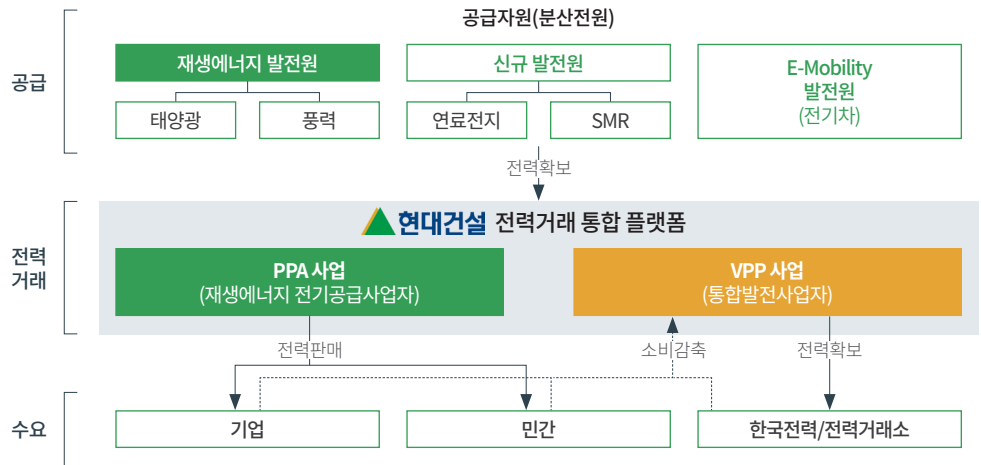 공급자원(분산전원)
공급
재생에너지 발전원
태양광
풍력
신규 발전원
연료전지
SMR
E-Mobility
발전원
(전기차)
전력확보
전력
거래
현대건설 전력거래 통합 플랫폼
PPA 사업
(재생에너지 전기공급사업자)
VPP 사업
(통합발전사업자)
전력판매
소비감축
전력확보
수요
기업
민간
한국전력/전력거래소